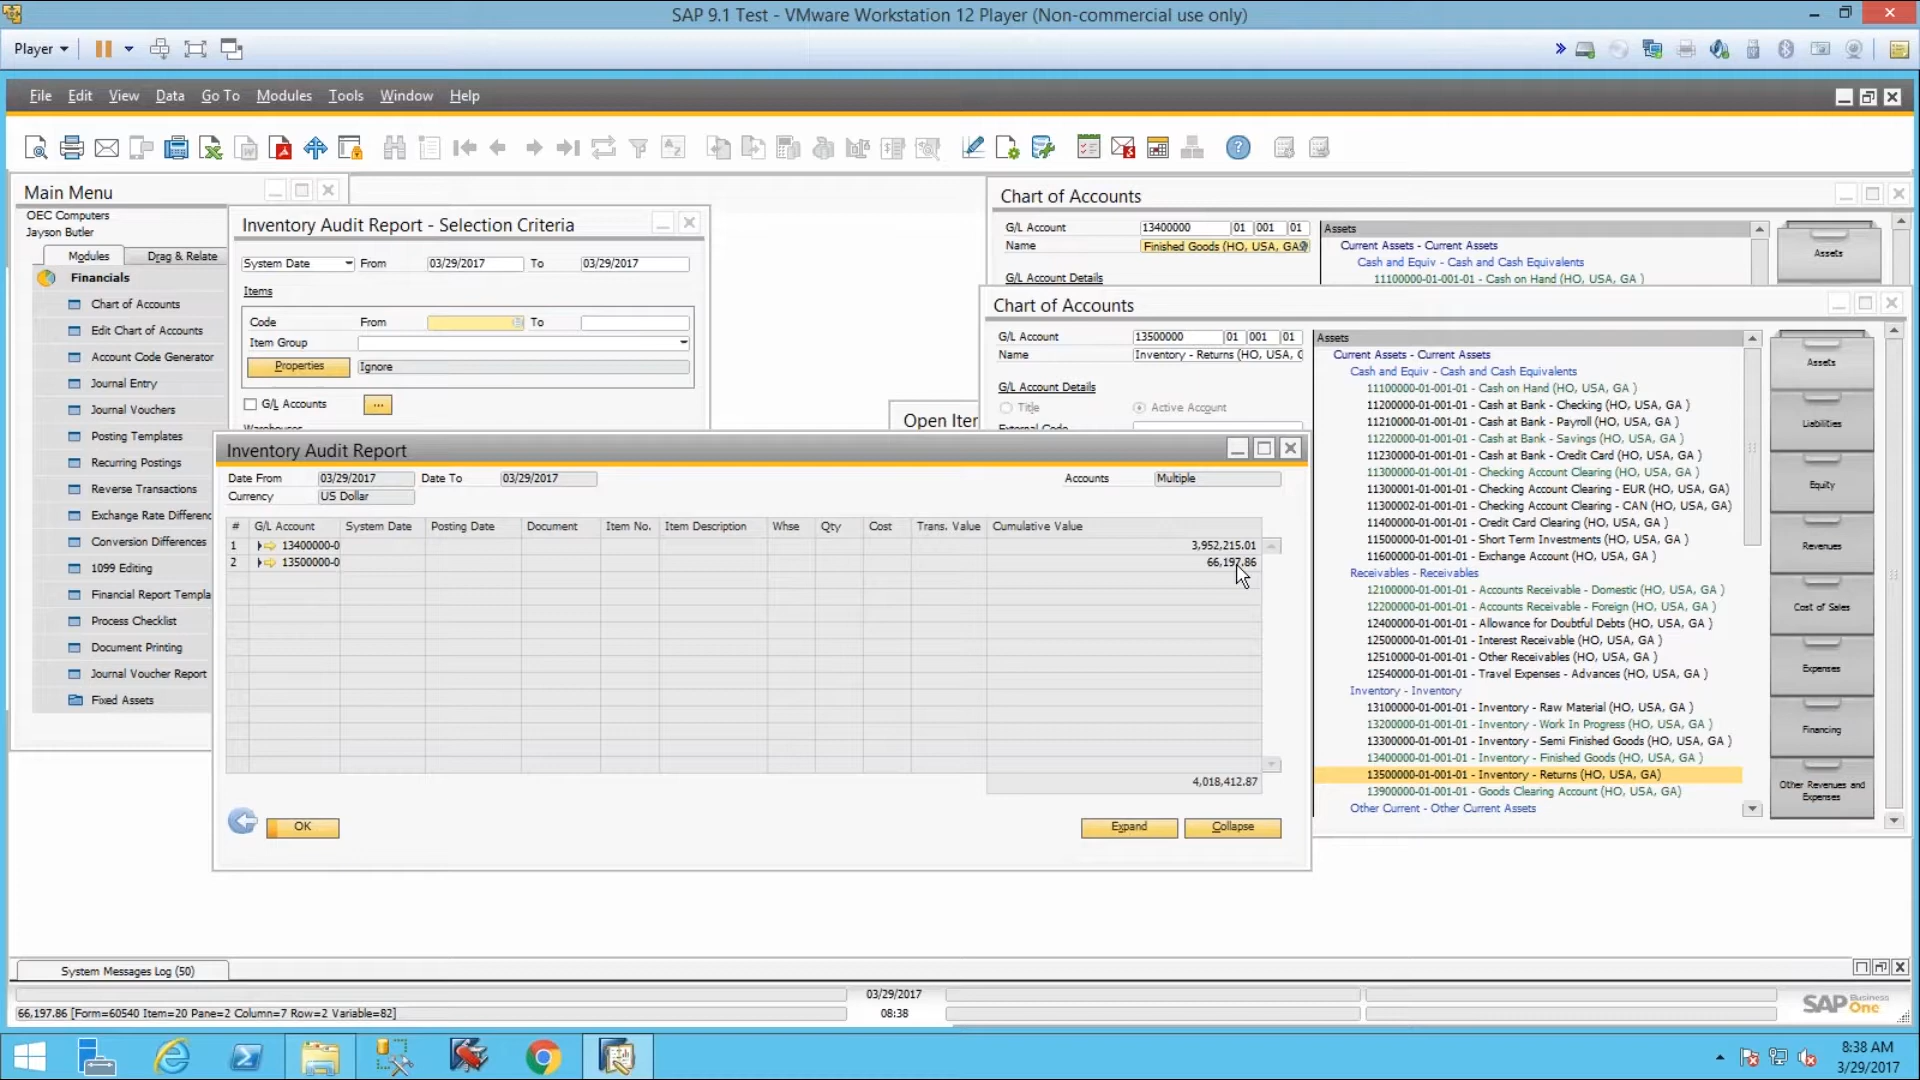 SAP 9.1 Test - VMware Workstation 12 Player (Non-commercial use only)
Player
File Edit View Data Go To Modules Tools Window Help
Main Menu
OEC Computers
Jayson Butler
Modules Drag & Relate
Financials
Chart of Accounts
Edit Chart of Accounts
Account Code Generator
Journal Entry
Journal Vouchers
Posting Templates
Recurring Postings
Reverse Transactions
Exchange Rate Differenc
Conversion Differences
1099 Editing
Financial Report Templa
Process Checklist
Document Printing
Journal Voucher Report
Fixed Assets
Inventory Audit Report - Selection Criteria
System Date From 03/29/2017 To 03/29/2017
Items
Code From To
Item Group
Properties Ignore
G/L Accounts ...
Open Iter
Chart of Accounts
G/L Account 13400000 01 001 01
Name Finished Goods (HO, USA, GA)
G/L Account Details
Assets
Current Assets - Current Assets
Cash and Equiv - Cash and Cash Equivalents
11100000-01-001-01 - Cash on Hand (HO, USA, GA )
Assets
Chart of Accounts
G/L Account 13500000 01 001 01
Name Inventory - Returns (HO, USA, G
G/L Account Details
Title Active Account
Assets
Current Assets - Current Assets
Cash and Equiv - Cash and Cash Equivalents
11100000-01-001-01 - Cash on Hand (HO, USA, GA )
11200000-01-001-01 - Cash at Bank - Checking (HO, USA, GA )
11210000-01-001-01 - Cash at Bank - Payroll (HO, USA, GA )
11220000-01-001-01 - Cash at Bank - Savings (HO, USA, GA )
11230000-01-001-01 - Cash at Bank - Credit Card (HO, USA, GA )
11300000-01-001-01 - Checking Account Clearing (HO, USA, GA )
11300001-01-001-01 - Checking Account Clearing - EUR (HO, USA, GA)
11300002-01-001-01 - Checking Account Clearing - CAN (HO, USA, GA)
11400000-01-001-01 - Credit Card Clearing (HO, USA, GA )
11500000-01-001-01 - Short Term Investments (HO, USA, GA )
11600000-01-001-01 - Exchange Account (HO, USA, GA )
Receivables - Receivables
12100000-01-001-01 - Accounts Receivable - Domestic (HO, USA, GA )
12200000-01-001-01 - Accounts Receivable - Foreign (HO, USA, GA )
12400000-01-001-01 - Allowance for Doubtful Debts (HO, USA, GA )
12500000-01-001-01 - Interest Receivable (HO, USA, GA )
12510000-01-001-01 - Other Receivables (HO, USA, GA )
12540000-01-001-01 - Travel Expenses - Advances (HO, USA, GA )
Inventory - Inventory
13100000-01-001-01 - Inventory - Raw Material (HO, USA, GA )
13200000-01-001-01 - Inventory - Work In Progress (HO, USA, GA )
13300000-01-001-01 - Inventory - Semi Finished Goods (HO, USA, GA )
13400000-01-001-01 - Inventory - Finished Goods (HO, USA, GA )
13500000-01-001-01 - Inventory - Returns (HO, USA, GA)
13900000-01-001-01 - Goods Clearing Account (HO, USA, GA)
Other Current - Other Current Assets
Assets
Liabilities
Equity
Revenues
Cost of Sales
Expenses
Financing
Other Revenues and
Expenses
Inventory Audit Report
Date From 03/29/2017 Date To 03/29/2017 Accounts Multiple
Currency US Dollar
# G/L Account System Date Posting Date Document Item No. Item Description Whse Qty Cost Trans. Value Cumulative Value
1 13400000-0 3,952,215.01
2 13500000-0 66,197.86
4,018,412.87
OK Expand Collapse
System Messages Log (50)
03/29/2017
66,197.86 [Form=60540 Item=20 Pane=2 Column=7 Row=2 Variable=82] 08:38
SAP Business One
8:38 AM
3/29/2017